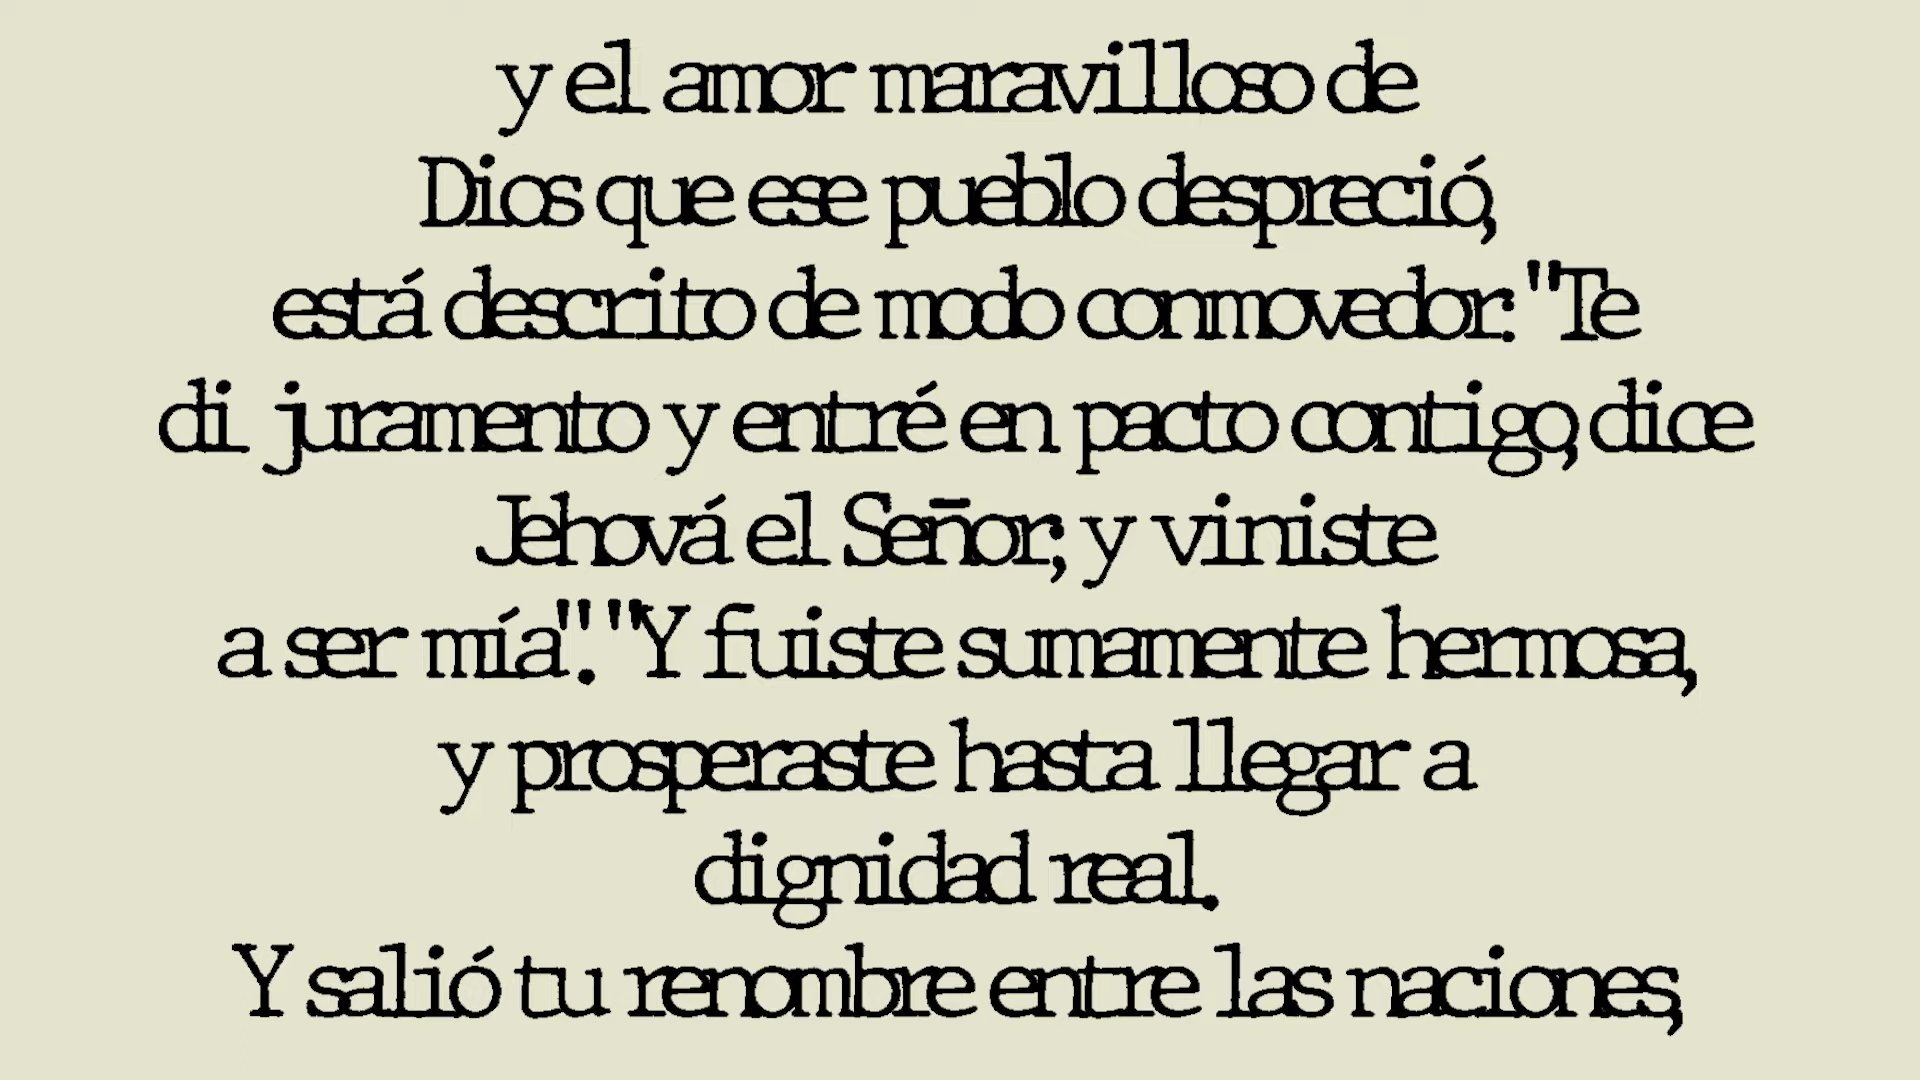 y el amor maravilloso de
Dios que ese pueblo despreció,
está descrito de modo conmovedor: "Te
di juramento y entré en pacto contigo, dice
Jehová el Señor; y viniste
a ser mía". "Y fuiste sumamente hermosa,
y prosperaste hasta llegar a
dignidad real.
Y salió tu renombre entre las naciones,